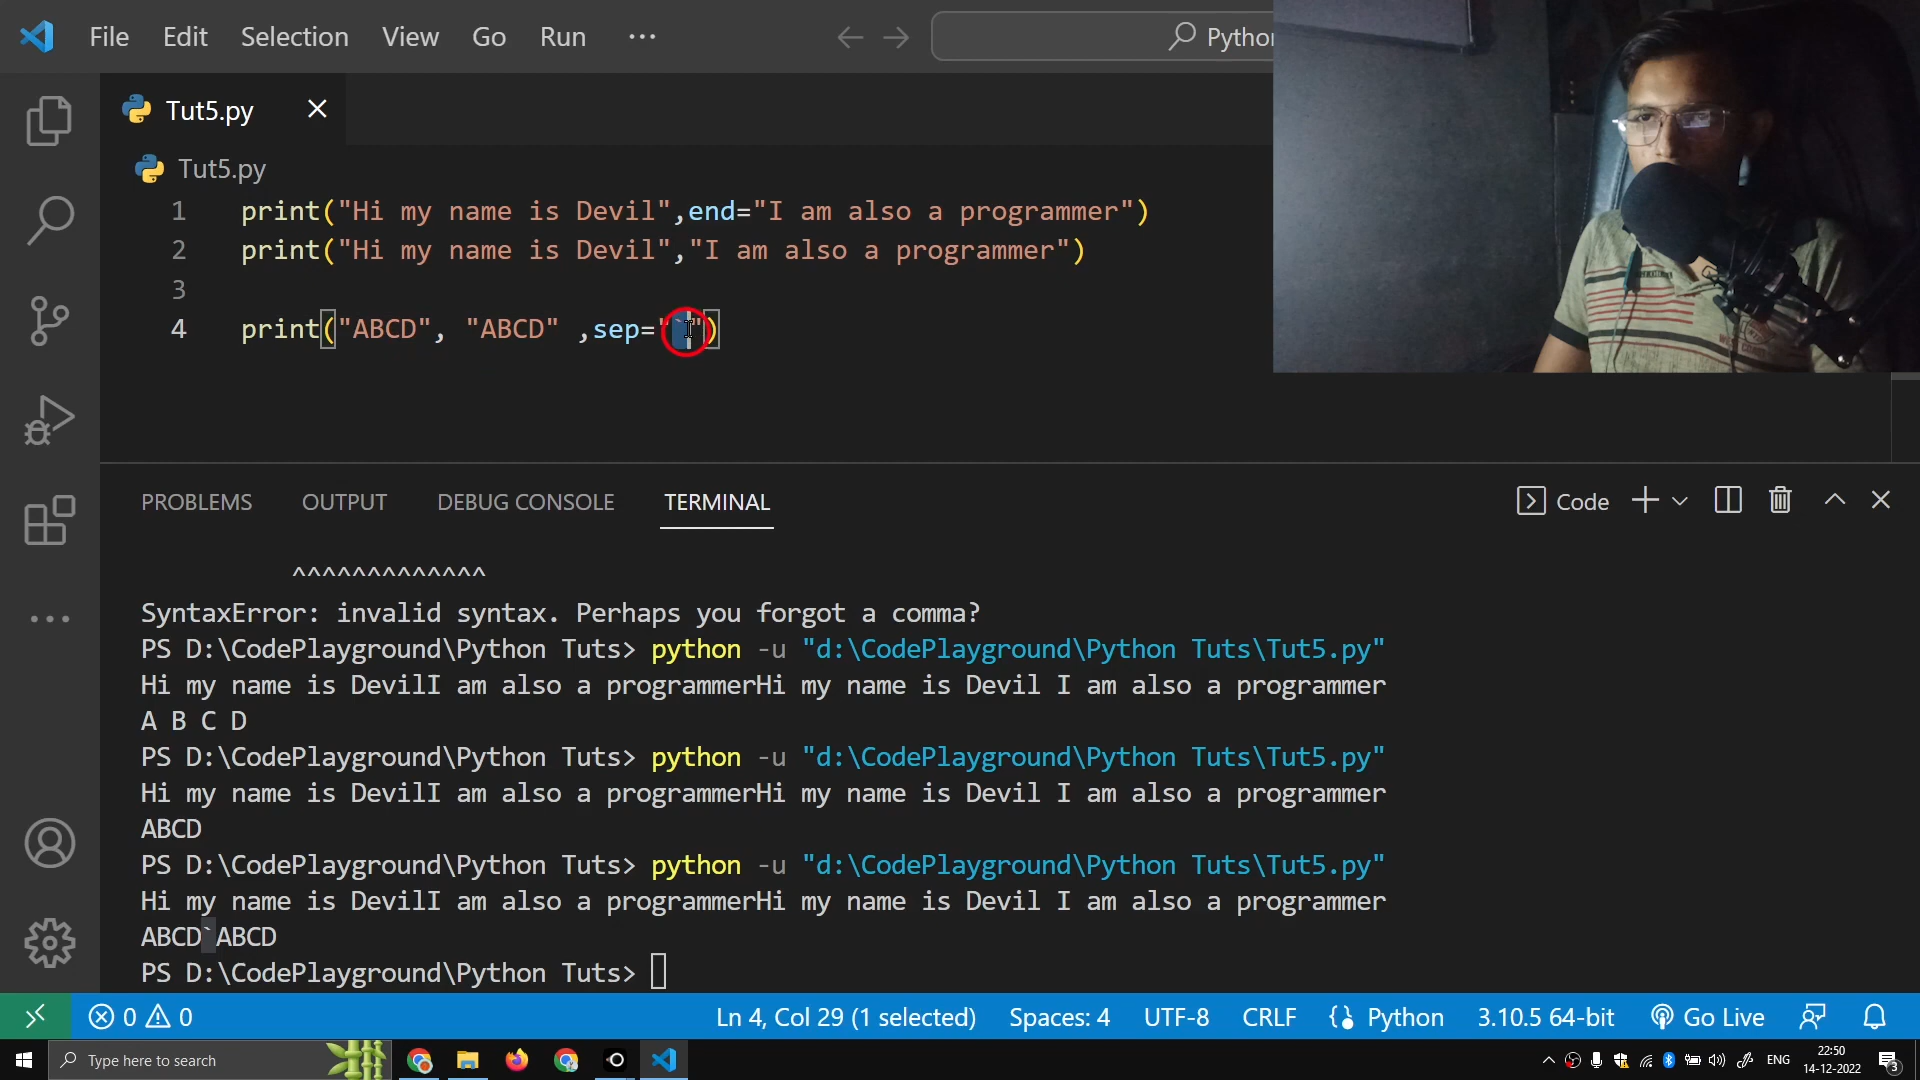 File Edit Selection View Go Run ···
Tut5.py
Tut5.py
1 print("Hi my name is Devil",end="I am also a programmer")
2 print("Hi my name is Devil","I am also a programmer")
3
4 print("ABCD", "ABCD" ,sep="`")
PROBLEMS OUTPUT DEBUG CONSOLE TERMINAL Code
^^^^^^^^^^^^^
SyntaxError: invalid syntax. Perhaps you forgot a comma?
PS D:\CodePlayground\Python Tuts> python -u "d:\CodePlayground\Python Tuts\Tut5.py"
Hi my name is DevilI am also a programmerHi my name is Devil I am also a programmer
A B C D
PS D:\CodePlayground\Python Tuts> python -u "d:\CodePlayground\Python Tuts\Tut5.py"
Hi my name is DevilI am also a programmerHi my name is Devil I am also a programmer
ABCD
PS D:\CodePlayground\Python Tuts> python -u "d:\CodePlayground\Python Tuts\Tut5.py"
Hi my name is DevilI am also a programmerHi my name is Devil I am also a programmer
ABCD`ABCD
PS D:\CodePlayground\Python Tuts>
0 0 Ln 4, Col 29 (1 selected) Spaces: 4 UTF-8 CRLF Python 3.10.5 64-bit Go Live
Type here to search ENG 22:50
14-12-2022 3